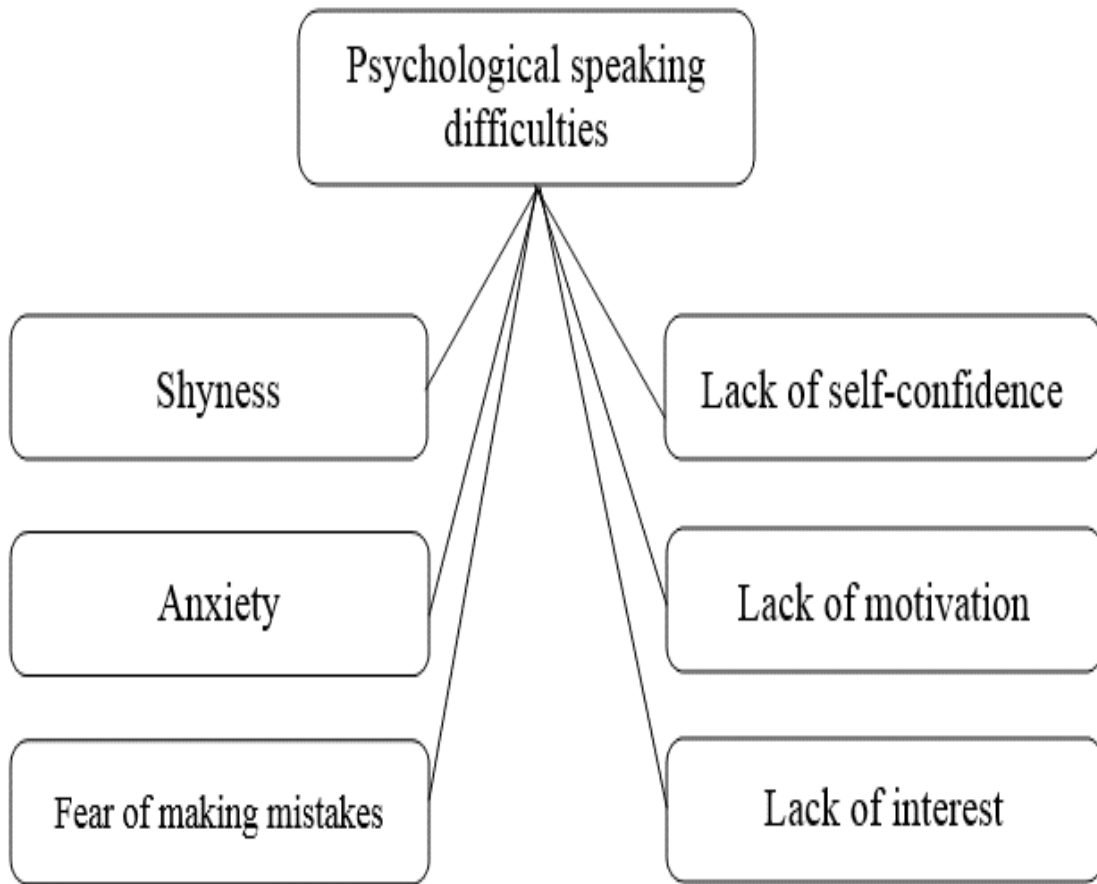 Psychological speaking
difficulties
Shyness
Lack of self-confidence
Anxiety
Lack of motivation
Fear of making mistakes
Lack of interest